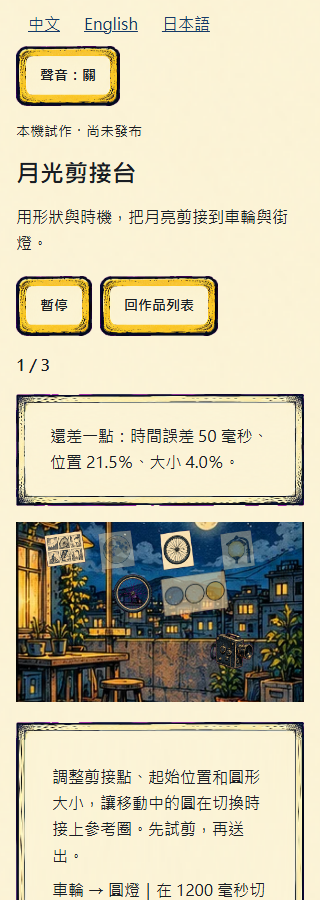 中文 English 日本語
聲音：關
本機試作・尚未發布
月光剪接台
用形狀與時機，把月亮剪接到車輪與街
燈。
暫停 回作品列表
1 / 3
還差一點：時間誤差 50 毫秒、
位置 21.5%、大小 4.0%。
調整剪接點、起始位置和圓形
大小，讓移動中的圓在切換時
接上參考圈。先試剪，再送
出。
車輪 → 圓燈 | 在 1200 毫秒切